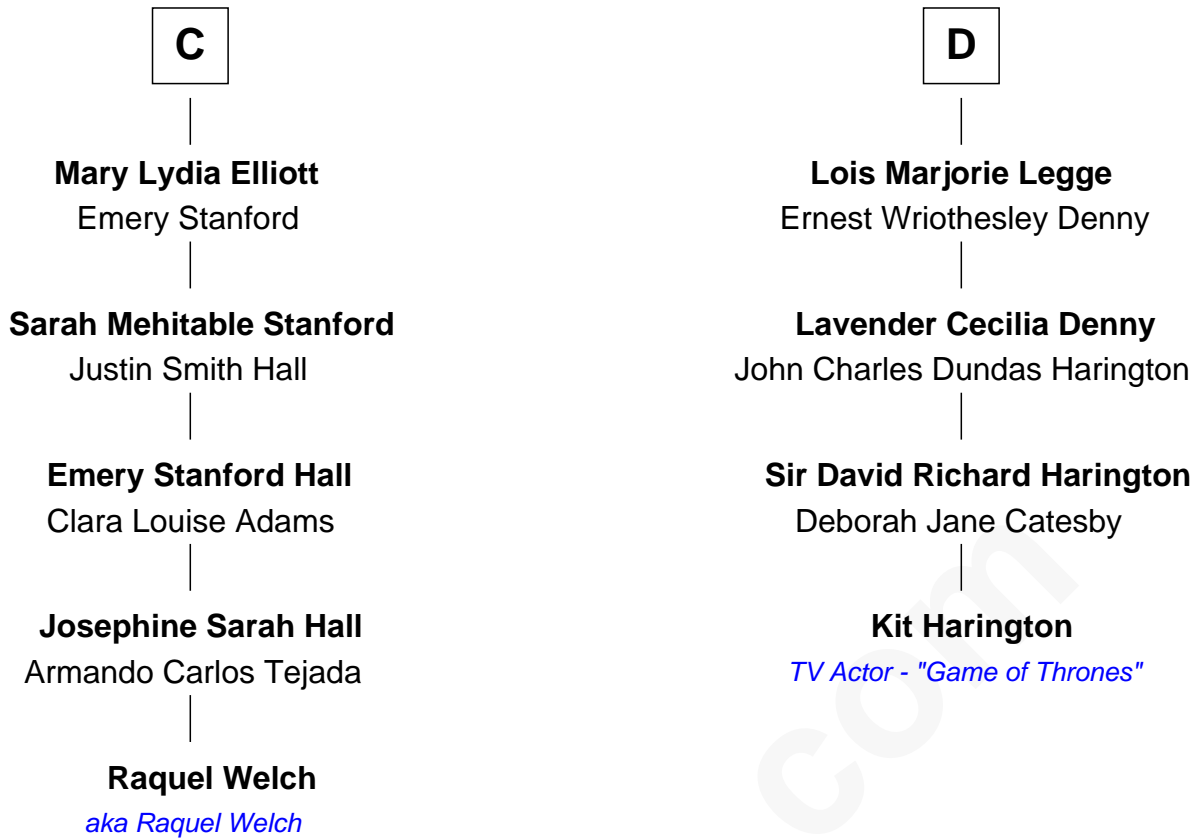 C
Mary Lydia Elliott
Emery Stanford
Sarah Mehitable Stanford
Justin Smith Hall
Emery Stanford Hall
Clara Louise Adams
Josephine Sarah Hall
Armando Carlos Tejada
Raquel Welch
aka Raquel Welch
D
Lois Marjorie Legge
Ernest Wriothesley Denny
Lavender Cecilia Denny
John Charles Dundas Harington
Sir David Richard Harington
Deborah Jane Catesby
Kit Harington
TV Actor - "Game of Thrones"
com